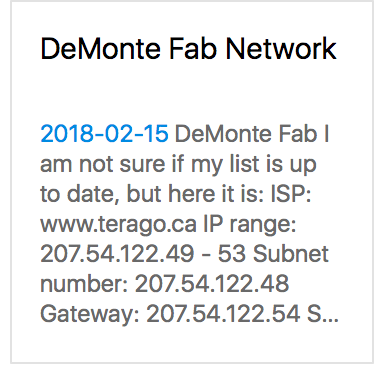 DeMonte Fab Network
2018-02-15 DeMonte Fab I
am not sure if my list is up
to date, but here it is: ISP:
www.terago.ca IP range:
207.54.122.49 - 53 Subnet
number: 207.54.122.48
Gateway: 207.54.122.54 S...